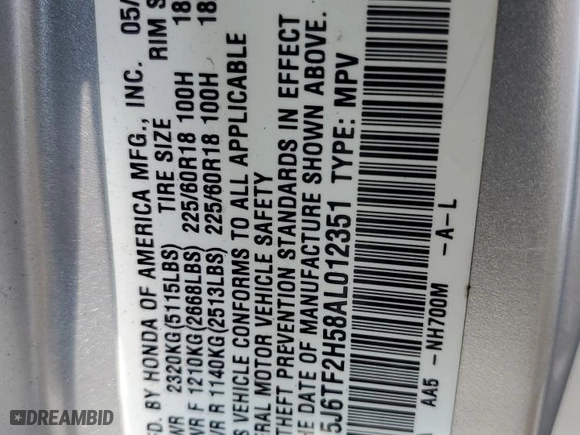 D. BY HONDA OF AMERICA MFG., INC. 05/
TIRE SIZE RIM S
WR 2320KG(5115LBS)
WR F 1210KG(2668LBS) 225/60R18 100H 18
WR R 1140KG(2513LBS) 225/60R18 100H 18
S VEHICLE CONFORMS TO ALL APPLICABLE
ERAL MOTOR VEHICLE SAFETY
THEFT PREVENTION STANDARDS IN EFFECT
HE DATE OF MANUFACTURE SHOWN ABOVE.
5J6TF2H58AL012351 TYPE: MPV
AA5 -NH700M -A-L
DREAMBID